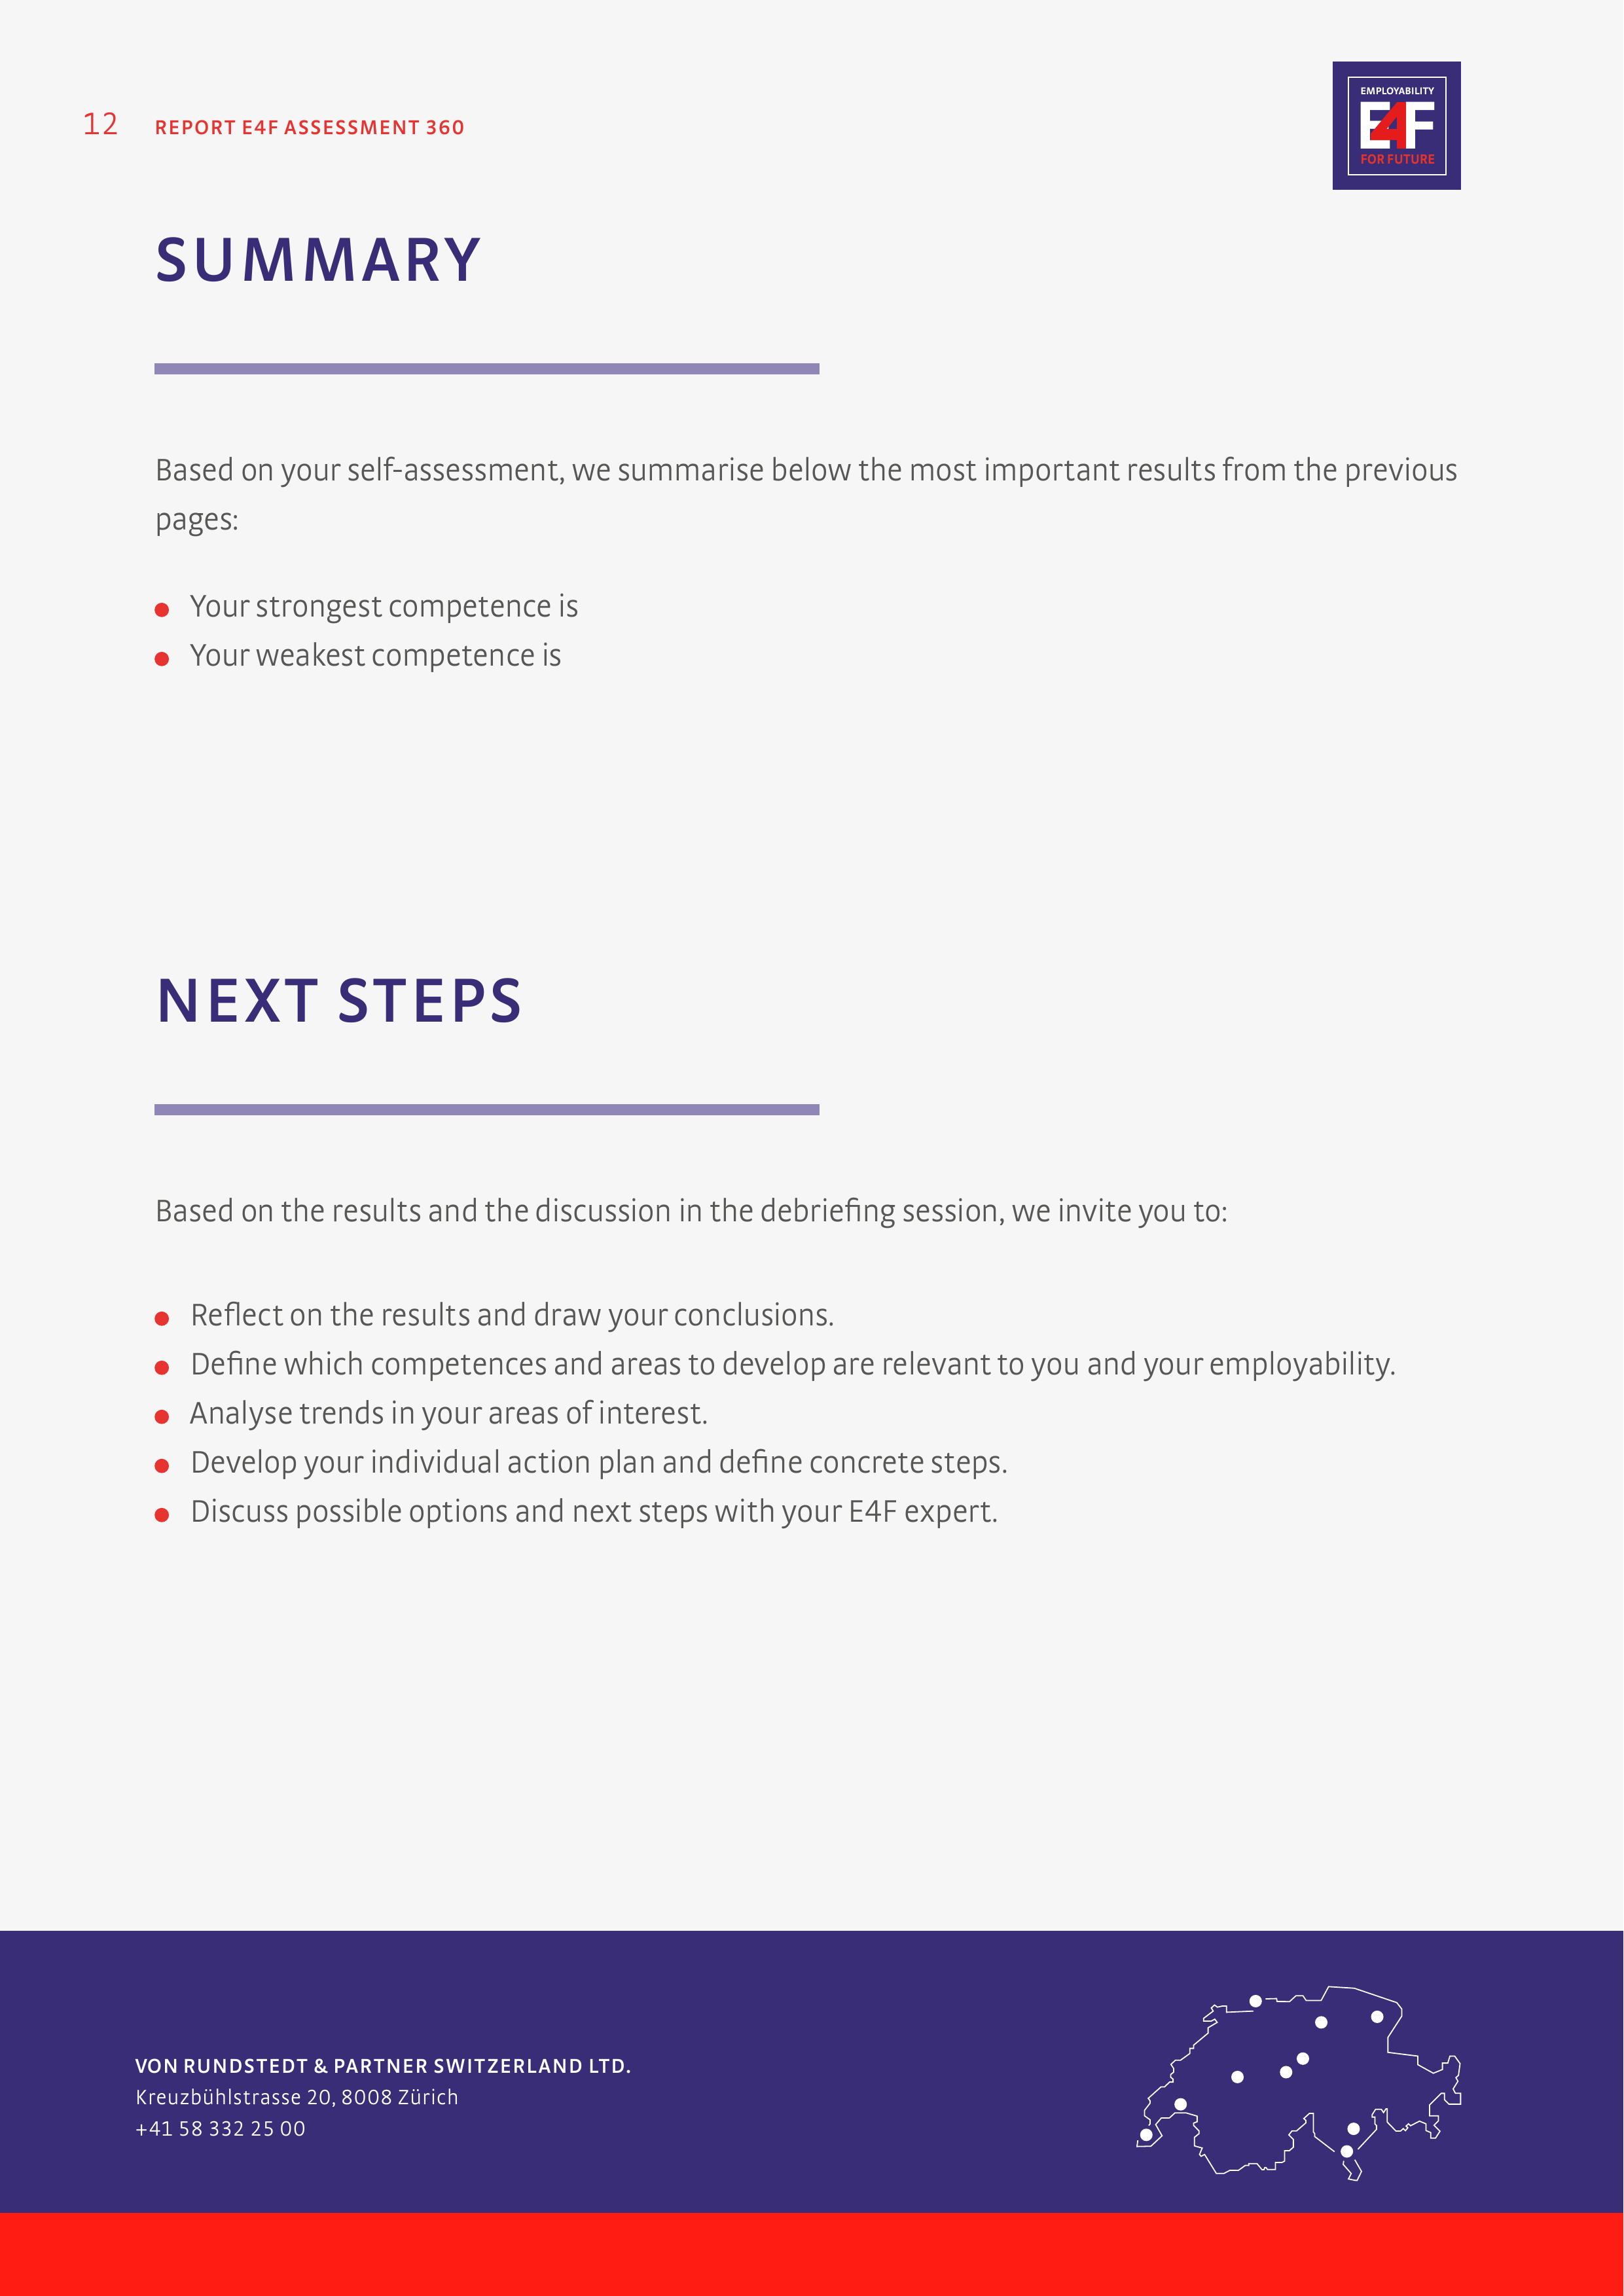 12 REPORT E4F ASSESSMENT 360
EMPLOYABILITY
E4F
FOR FUTURE
SUMMARY
Based on your self-assessment, we summarise below the most important results from the previous
pages:
• Your strongest competence is
• Your weakest competence is
NEXT STEPS
Based on the results and the discussion in the debriefing session, we invite you to:
• Reflect on the results and draw your conclusions.
• Define which competences and areas to develop are relevant to you and your employability.
• Analyse trends in your areas of interest.
• Develop your individual action plan and define concrete steps.
• Discuss possible options and next steps with your E4F expert.
VON RUNDSTEDT & PARTNER SWITZERLAND LTD.
Kreuzbühlstrasse 20, 8008 Zürich
+41 58 332 25 00